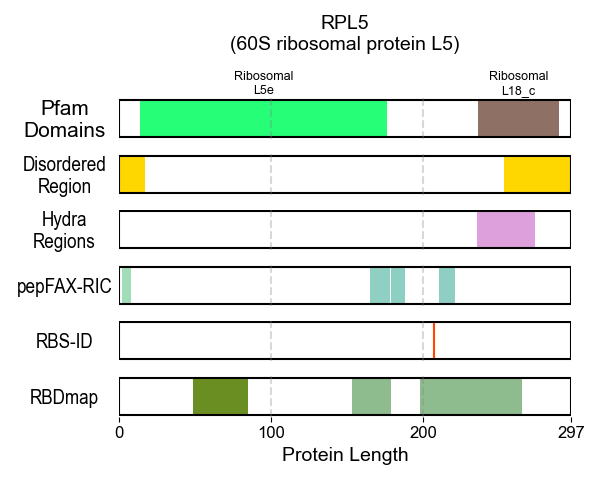 RPL5
(60S ribosomal protein L5)
Ribosomal
L5e
Ribosomal
L18_c
Pfam
Domains
Disordered
Region
Hydra
Regions
pepFAX-RIC
RBS-ID
RBDmap
0
100
200
297
Protein Length